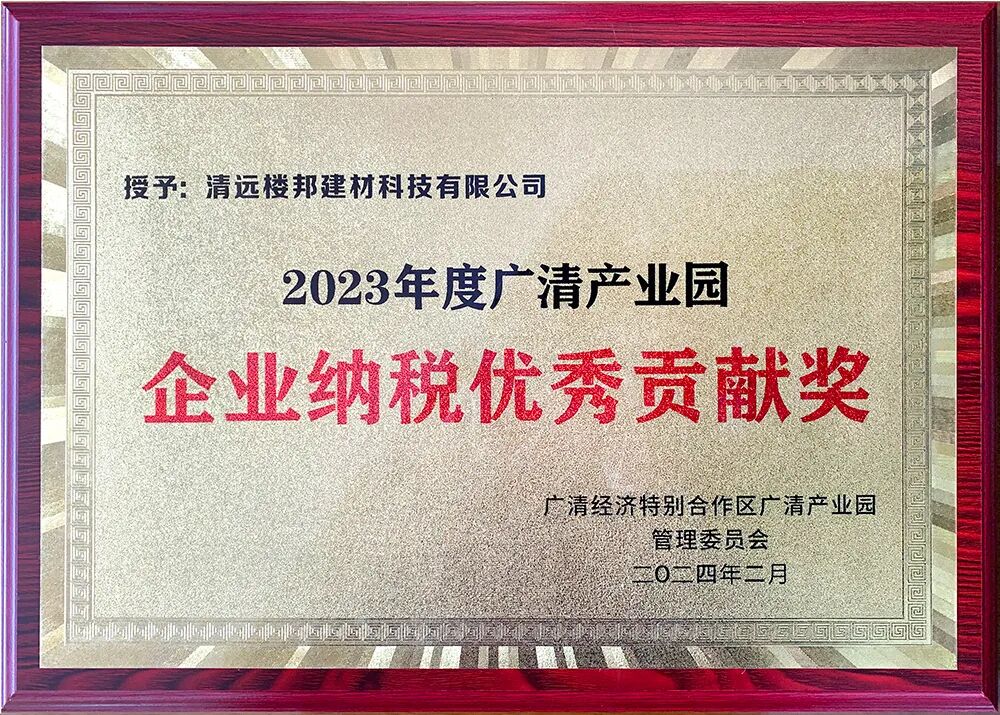 授予：清远楼邦建材科技有限公司
2023年度广清产业园
企业纳税优秀贡献奖
广清经济特别合作区广清产业园
管理委员会
二〇二四年二月